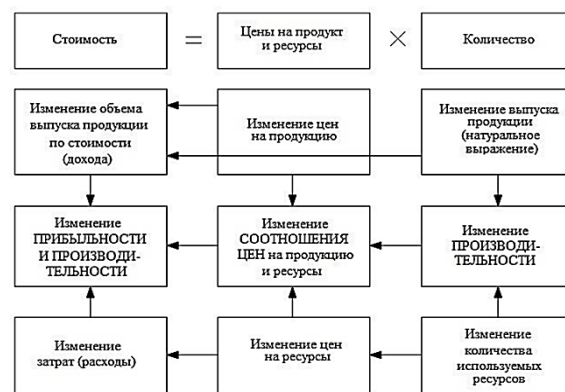 Стоимость
=
Цены на продукт
и ресурсы
×
Количество
Изменение объема
выпуска продукции
по стоимости
(дохода)
Изменение цен
на продукцию
Изменение выпуска
продукции
(натуральное
выражение)
Изменение
ПРИБЫЛЬНОСТИ
И ПРОИЗВОДИ-
ТЕЛЬНОСТИ
Изменение
СООТНОШЕНИЯ
ЦЕН на продукцию
и ресурсы
Изменение
ПРОИЗВОДИ-
ТЕЛЬНОСТИ
Изменение
затрат (расходы)
Изменение цен
на ресурсы
Изменение
количества
используемых
ресурсов